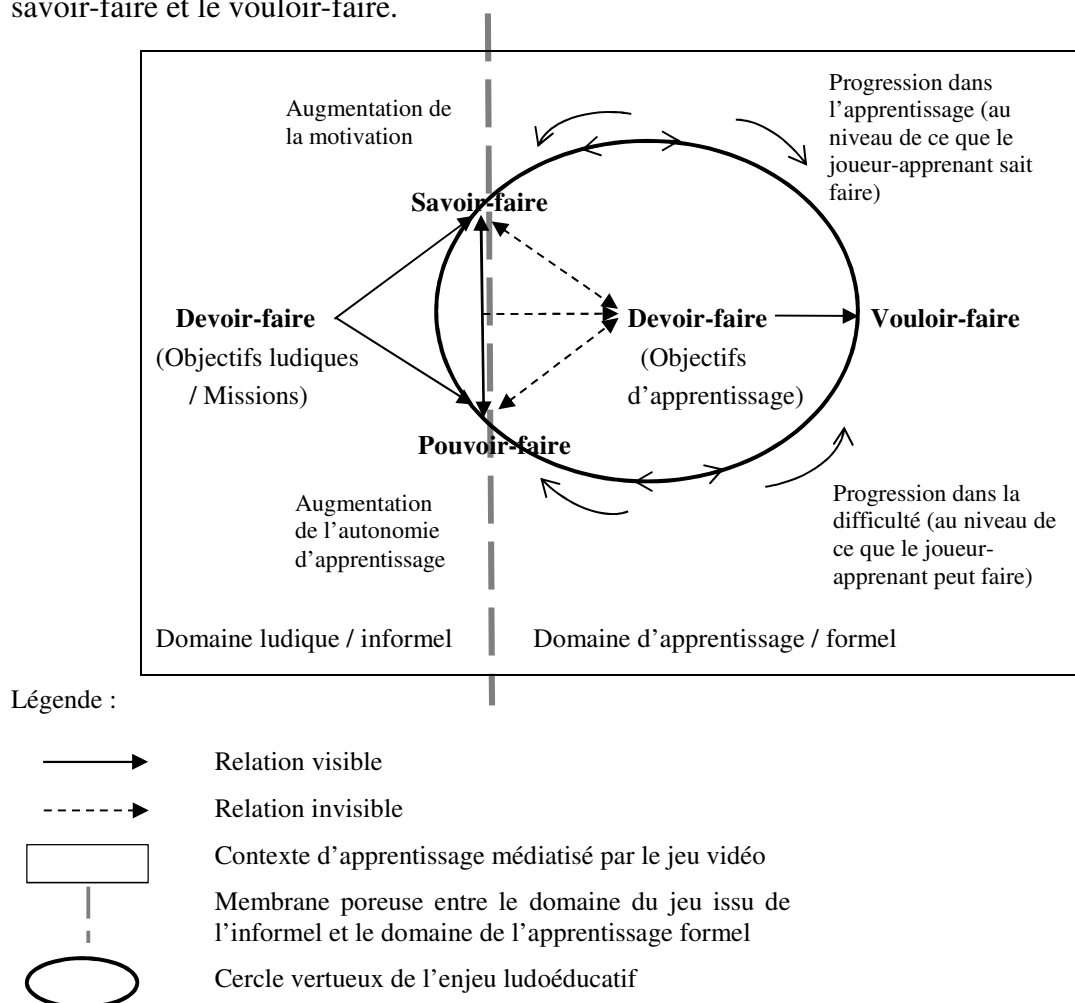 savoir-faire et le vouloir-faire.
Augmentation de
la motivation
Progression dans
l'apprentissage (au
niveau de ce que le
joueur-apprenant sait
faire)
Savoir-faire
Devoir-faire
(Objectifs ludiques
/ Missions)
Devoir-faire
(Objectifs
d'apprentissage)
Vouloir-faire
Pouvoir-faire
Augmentation
de l'autonomie
d'apprentissage
Progression dans la
difficulté (au niveau de
ce que le joueur-
apprenant peut faire)
Domaine ludique / informel
Domaine d'apprentissage / formel
Légende :
Relation visible
Relation invisible
Contexte d'apprentissage médiatisé par le jeu vidéo
Membrane poreuse entre le domaine du jeu issu de
l'informel et le domaine de l'apprentissage formel
Cercle vertueux de l'enjeu ludoéducatif